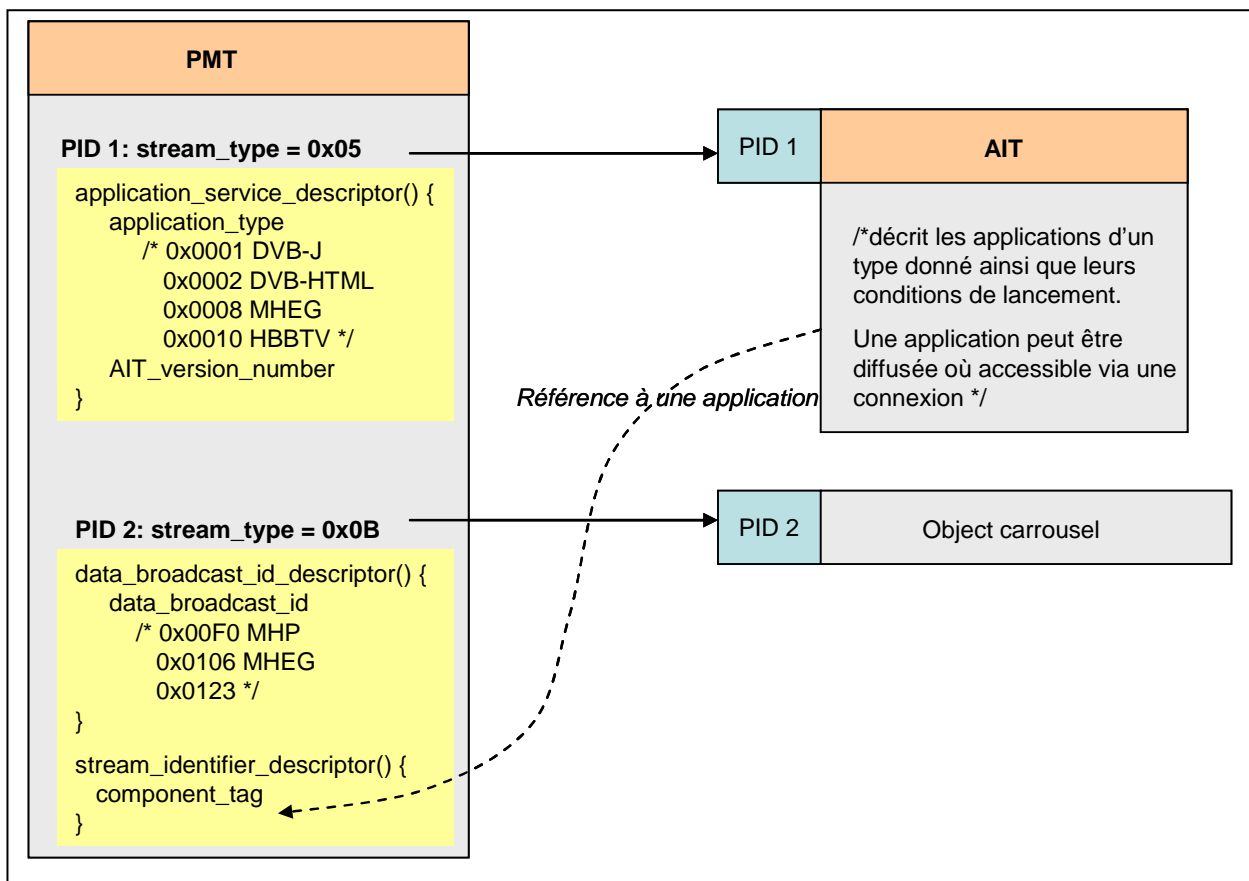 PMT
PID 1: stream_type = 0x05
application_service_descriptor() {
application_type
/* 0x0001 DVB-J
0x0002 DVB-HTML
0x0008 MHEG
0x0010 HBBTV */
AIT_version_number
}
PID 2: stream_type = 0x0B
data_broadcast_id_descriptor() {
data_broadcast_id
/* 0x00F0 MHP
0x0106 MHEG
0x0123 */
}
stream_identifier_descriptor() {
component_tag
}
Référence à une application
PID 1
AIT
/*décrit les applications d’un
type donné ainsi que leurs
conditions de lancement.
Une application peut être
diffusée où accessible via une
connexion */
PID 2
Object carrousel